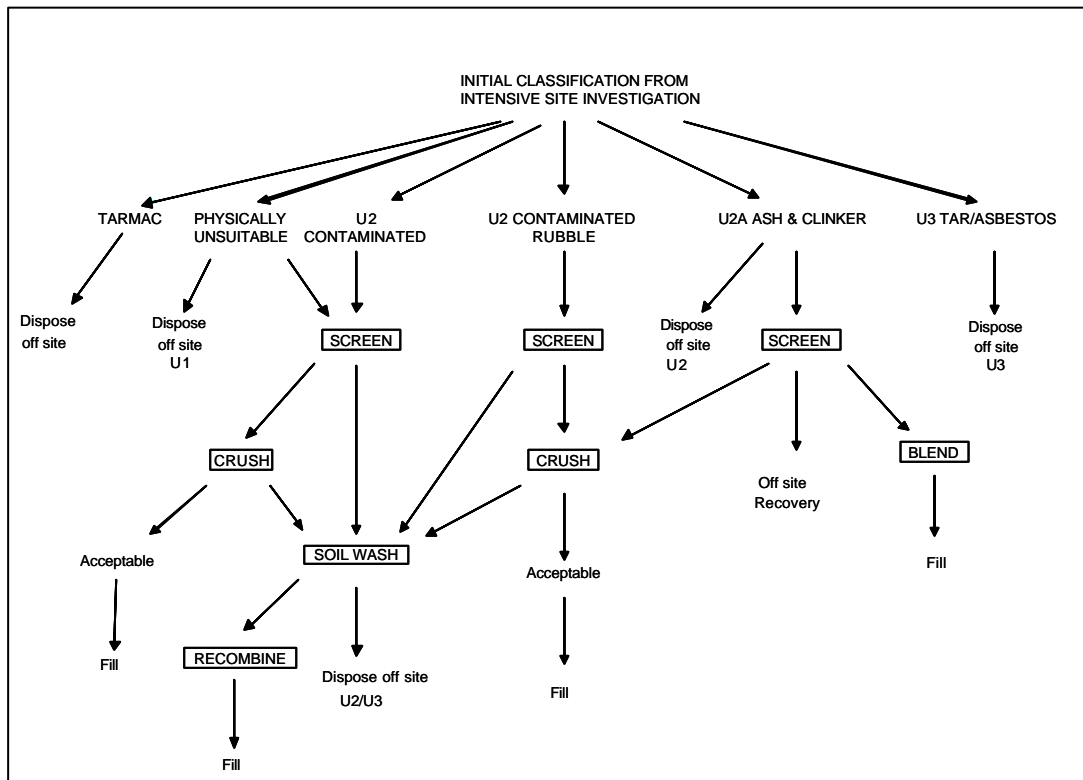 INITIAL CLASSIFICATION FROM
INTENSIVE SITE INVESTIGATION
TARMAC
PHYSICALLY
UNSUITABLE
U2
CONTAMINATED
U2 CONTAMINATED
RUBBLE
U2A ASH & CLINKER
U3 TAR/ASBESTOS
Dispose
off site
Dispose
off site
U1
SCREEN
SCREEN
Dispose
off site
U2
SCREEN
Dispose
off site
U3
CRUSH
CRUSH
Off site
Recovery
BLEND
Acceptable
SOIL WASH
Acceptable
Fill
Fill
RECOMBINE
Dispose off site
U2/U3
Fill
Fill